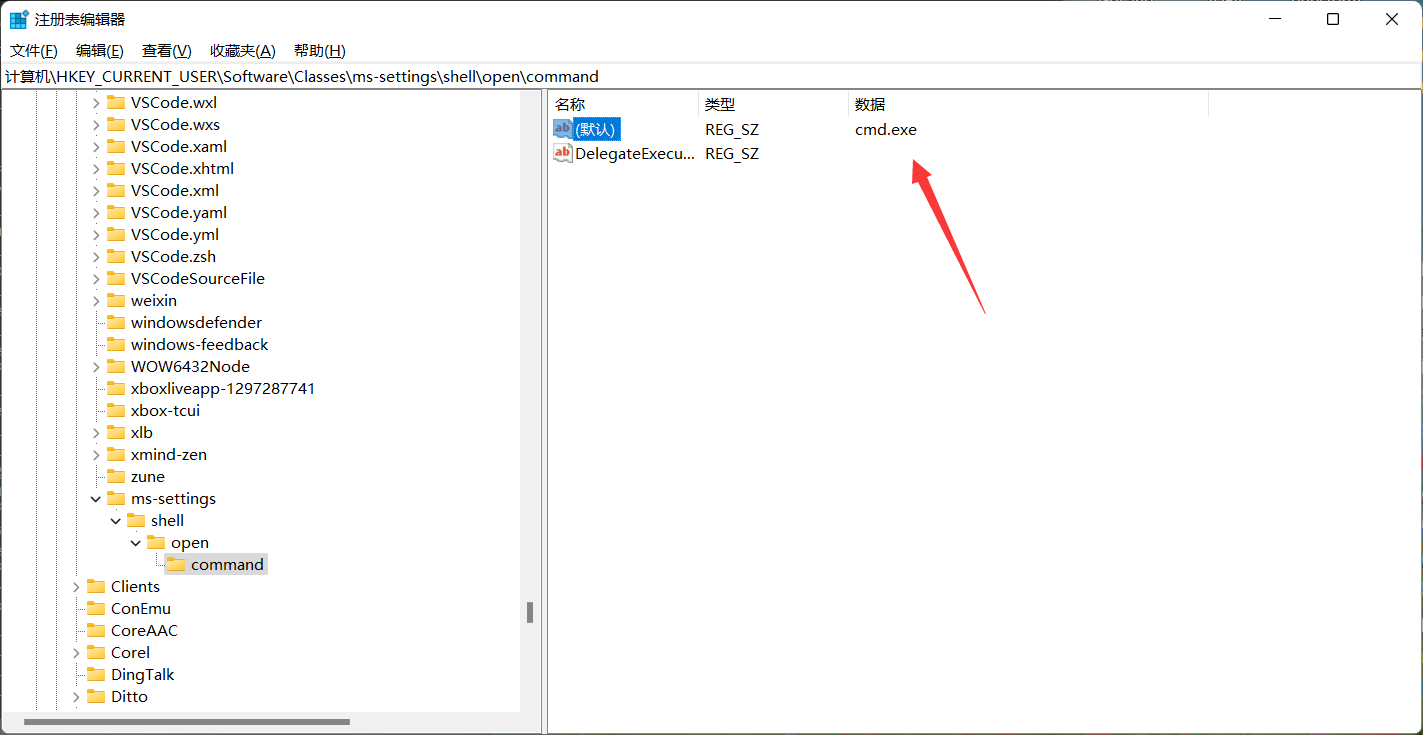 注册表编辑器
文件(F) 编辑(E) 查看(V) 收藏夹(A) 帮助(H)
计算机\HKEY_CURRENT_USER\Software\Classes\ms-settings\shell\open\command
VSCode.wxl
VSCode.wxs
VSCode.xaml
VSCode.xhtml
VSCode.xml
VSCode.yaml
VSCode.yml
VSCode.zsh
VSCodeSourceFile
weixin
windowsdefender
windows-feedback
WOW6432Node
xboxliveapp-1297287741
xbox-tcui
xlb
xmind-zen
zune
ms-settings
shell
open
command
Clients
ConEmu
CoreAAC
Corel
DingTalk
Ditto
名称 类型 数据
ab (默认) REG_SZ cmd.exe
ab DelegateExecu... REG_SZ